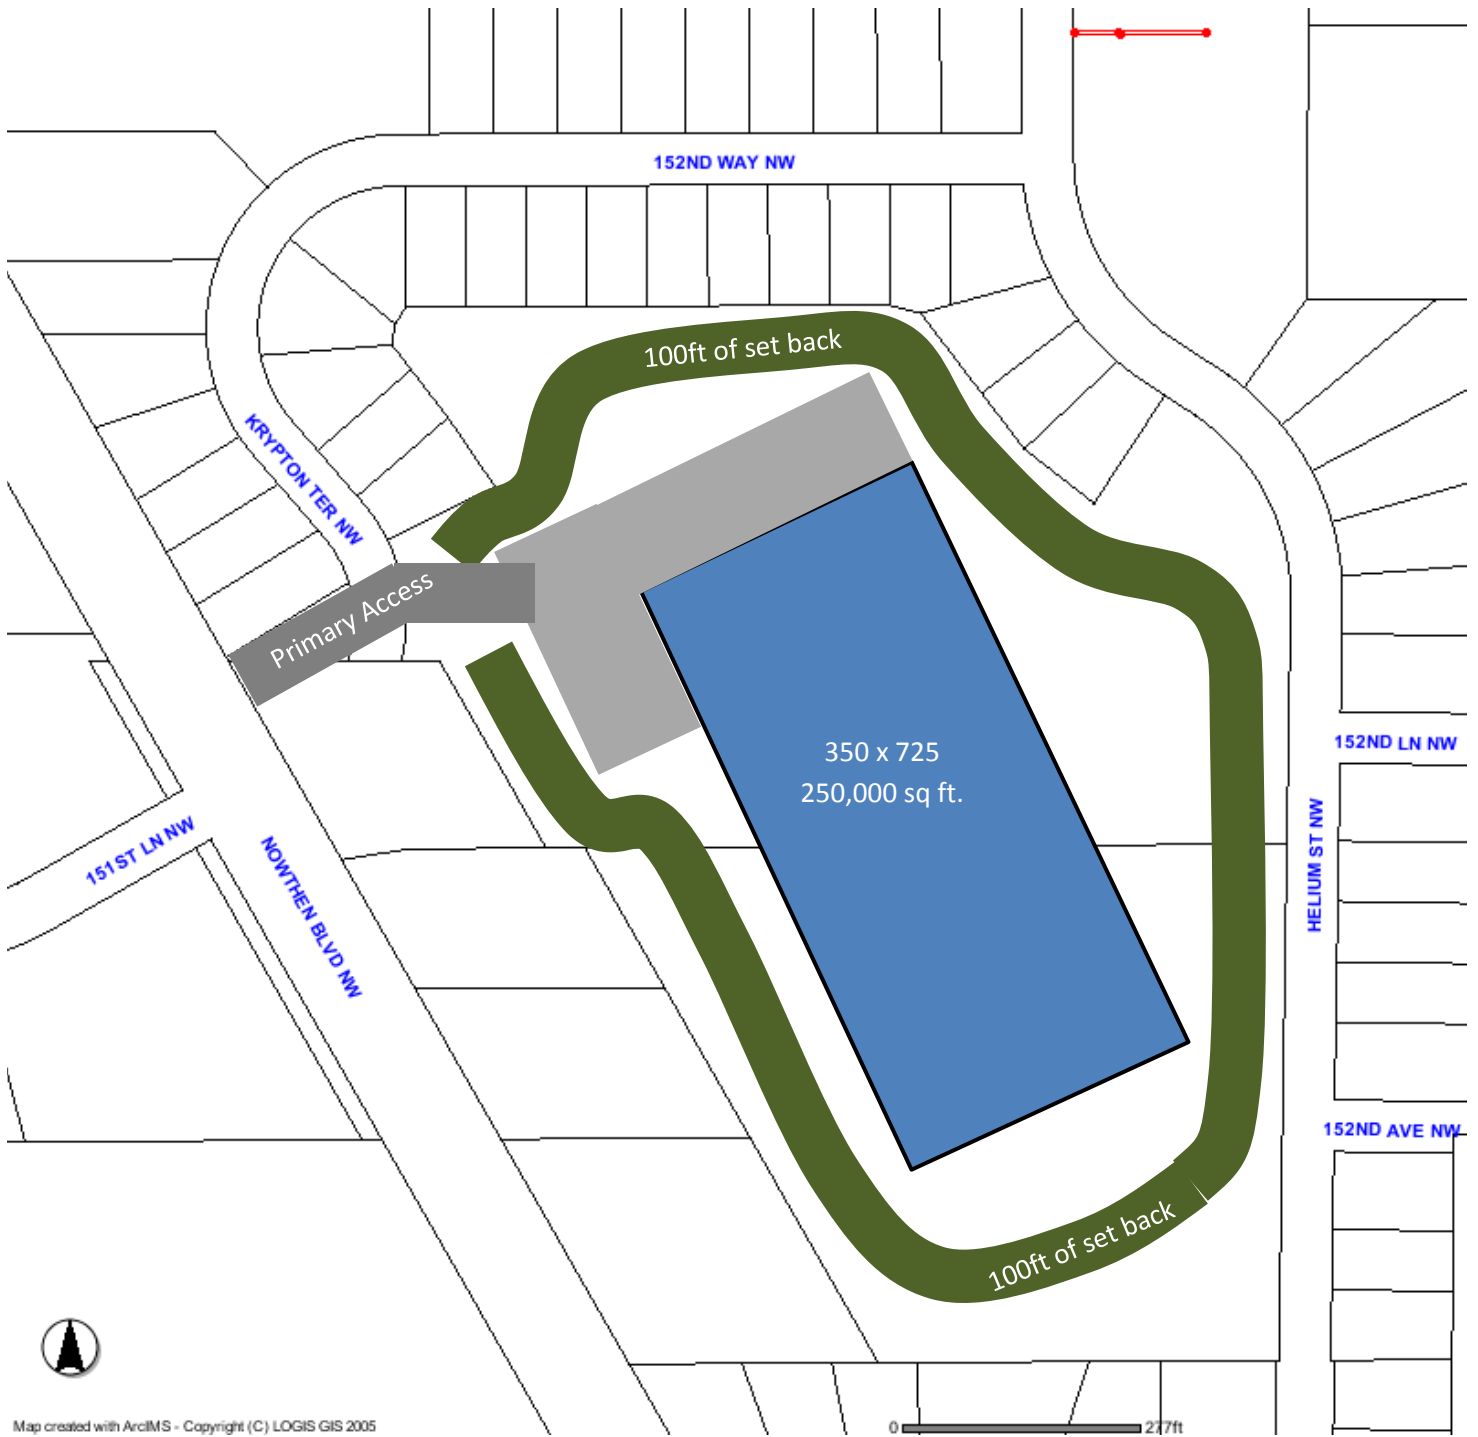 152ND WAY NW
100ft of set back
KRYPTON TER NW
Primary Access
350 x 725
250,000 sq ft.
152ND LN NW
151ST LN NW
NOWTHEN BLVD NW
HELIUM ST NW
152ND AVE NW
100ft of set back
Map created with ArcIMS - Copyright (C) LOGIS GIS 2005
0 277ft